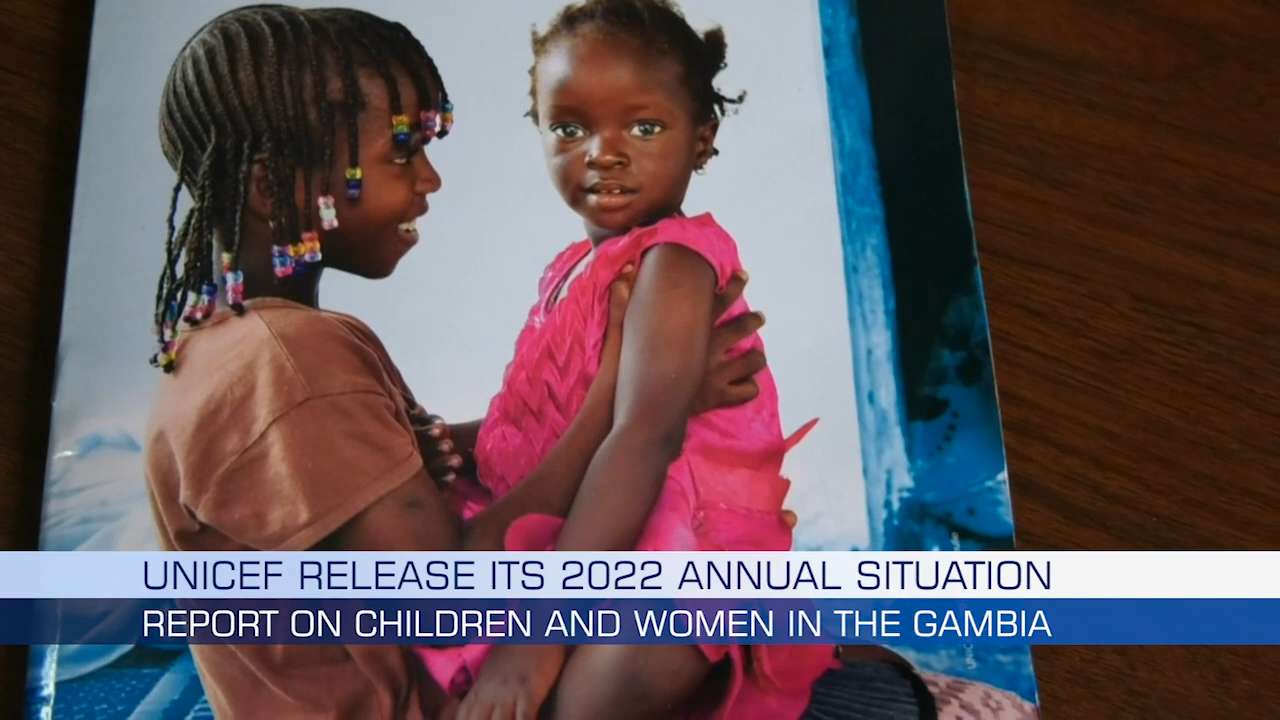 UNICEF RELEASE ITS 2022 ANNUAL SITUATION
REPORT ON CHILDREN AND WOMEN IN THE GAMBIA